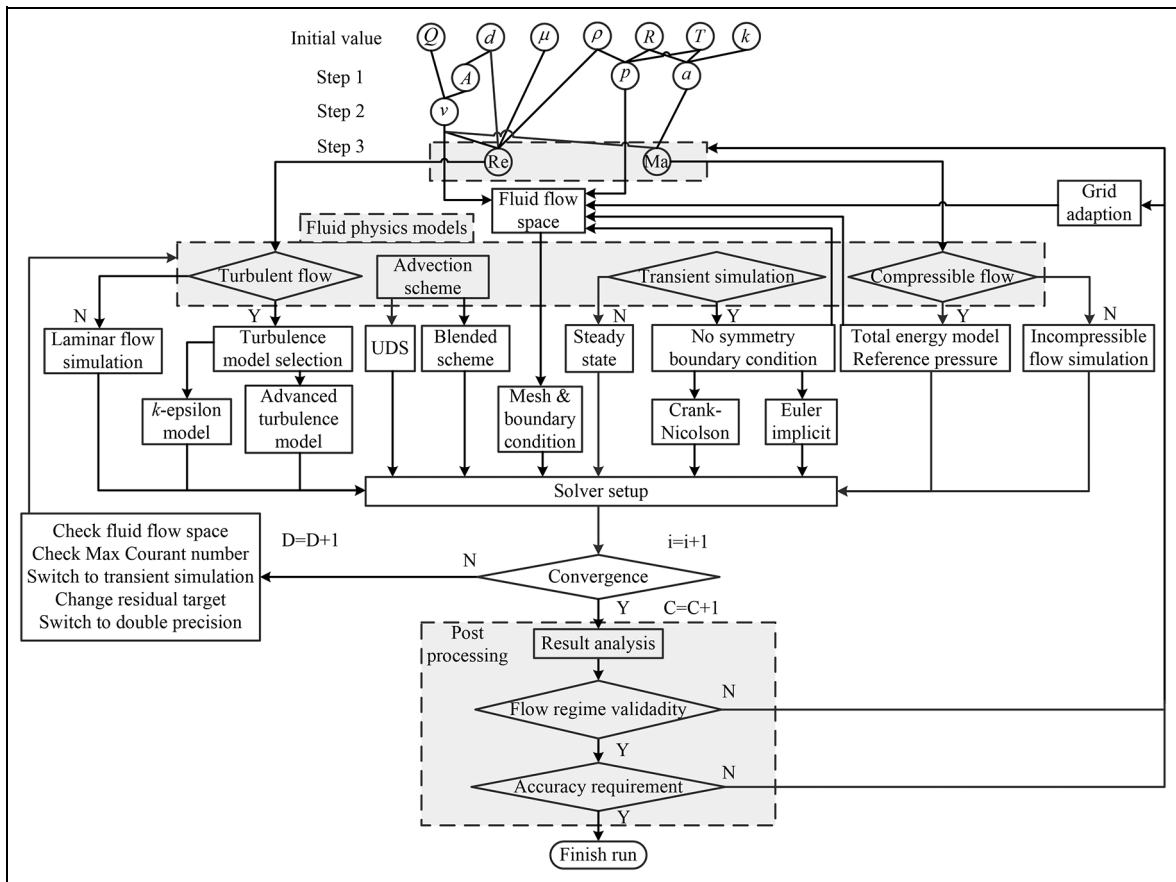 Initial value Q d μ ρ R T k
Step 1 A p a
Step 2 v
Step 3
Re Ma
Fluid flow
space
Grid
adaption
Fluid physics models
Turbulent flow
Advection
scheme
Transient simulation
Compressible flow
N
Y
N
Y
Y
N
Laminar flow
simulation
Turbulence
model selection
UDS
Blended
scheme
Steady
state
No symmetry
boundary condition
Total energy model
Reference pressure
Incompressible
flow simulation
k-epsilon
model
Advanced
turbulence
model
Mesh &
boundary
condition
Crank-
Nicolson
Euler
implicit
Solver setup
Check fluid flow space
Check Max Courant number
Switch to transient simulation
Change residual target
Switch to double precision
D=D+1
i=i+1
N
Convergence
Y
C=C+1
Post
processing
Result analysis
N
Flow regime validadity
Y
N
Accuracy requirement
Y
Finish run